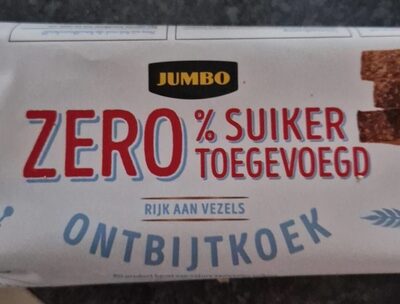 JUMBO
ZERO % SUIKER
TOEGEVOEGD
RIJK AAN VEZELS
ONTBIJTKOEK